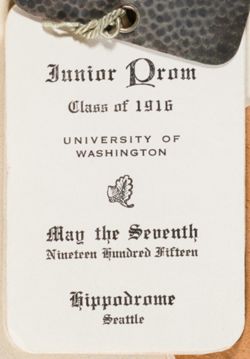 Junior Prom
Class of 1916
UNIVERSITY OF
WASHINGTON
May the Seventh
Nineteen Hundred Fifteen
Hippodrome
Seattle